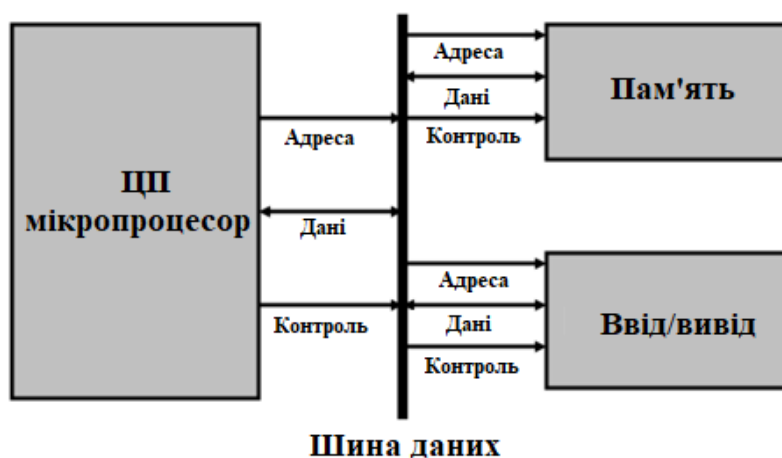 ЦП
мікропроцесор
Адреса
Дані
Контроль
Адреса
Дані
Контроль
Пам'ять
Адреса
Дані
Контроль
Ввід/вивід
Шина даних